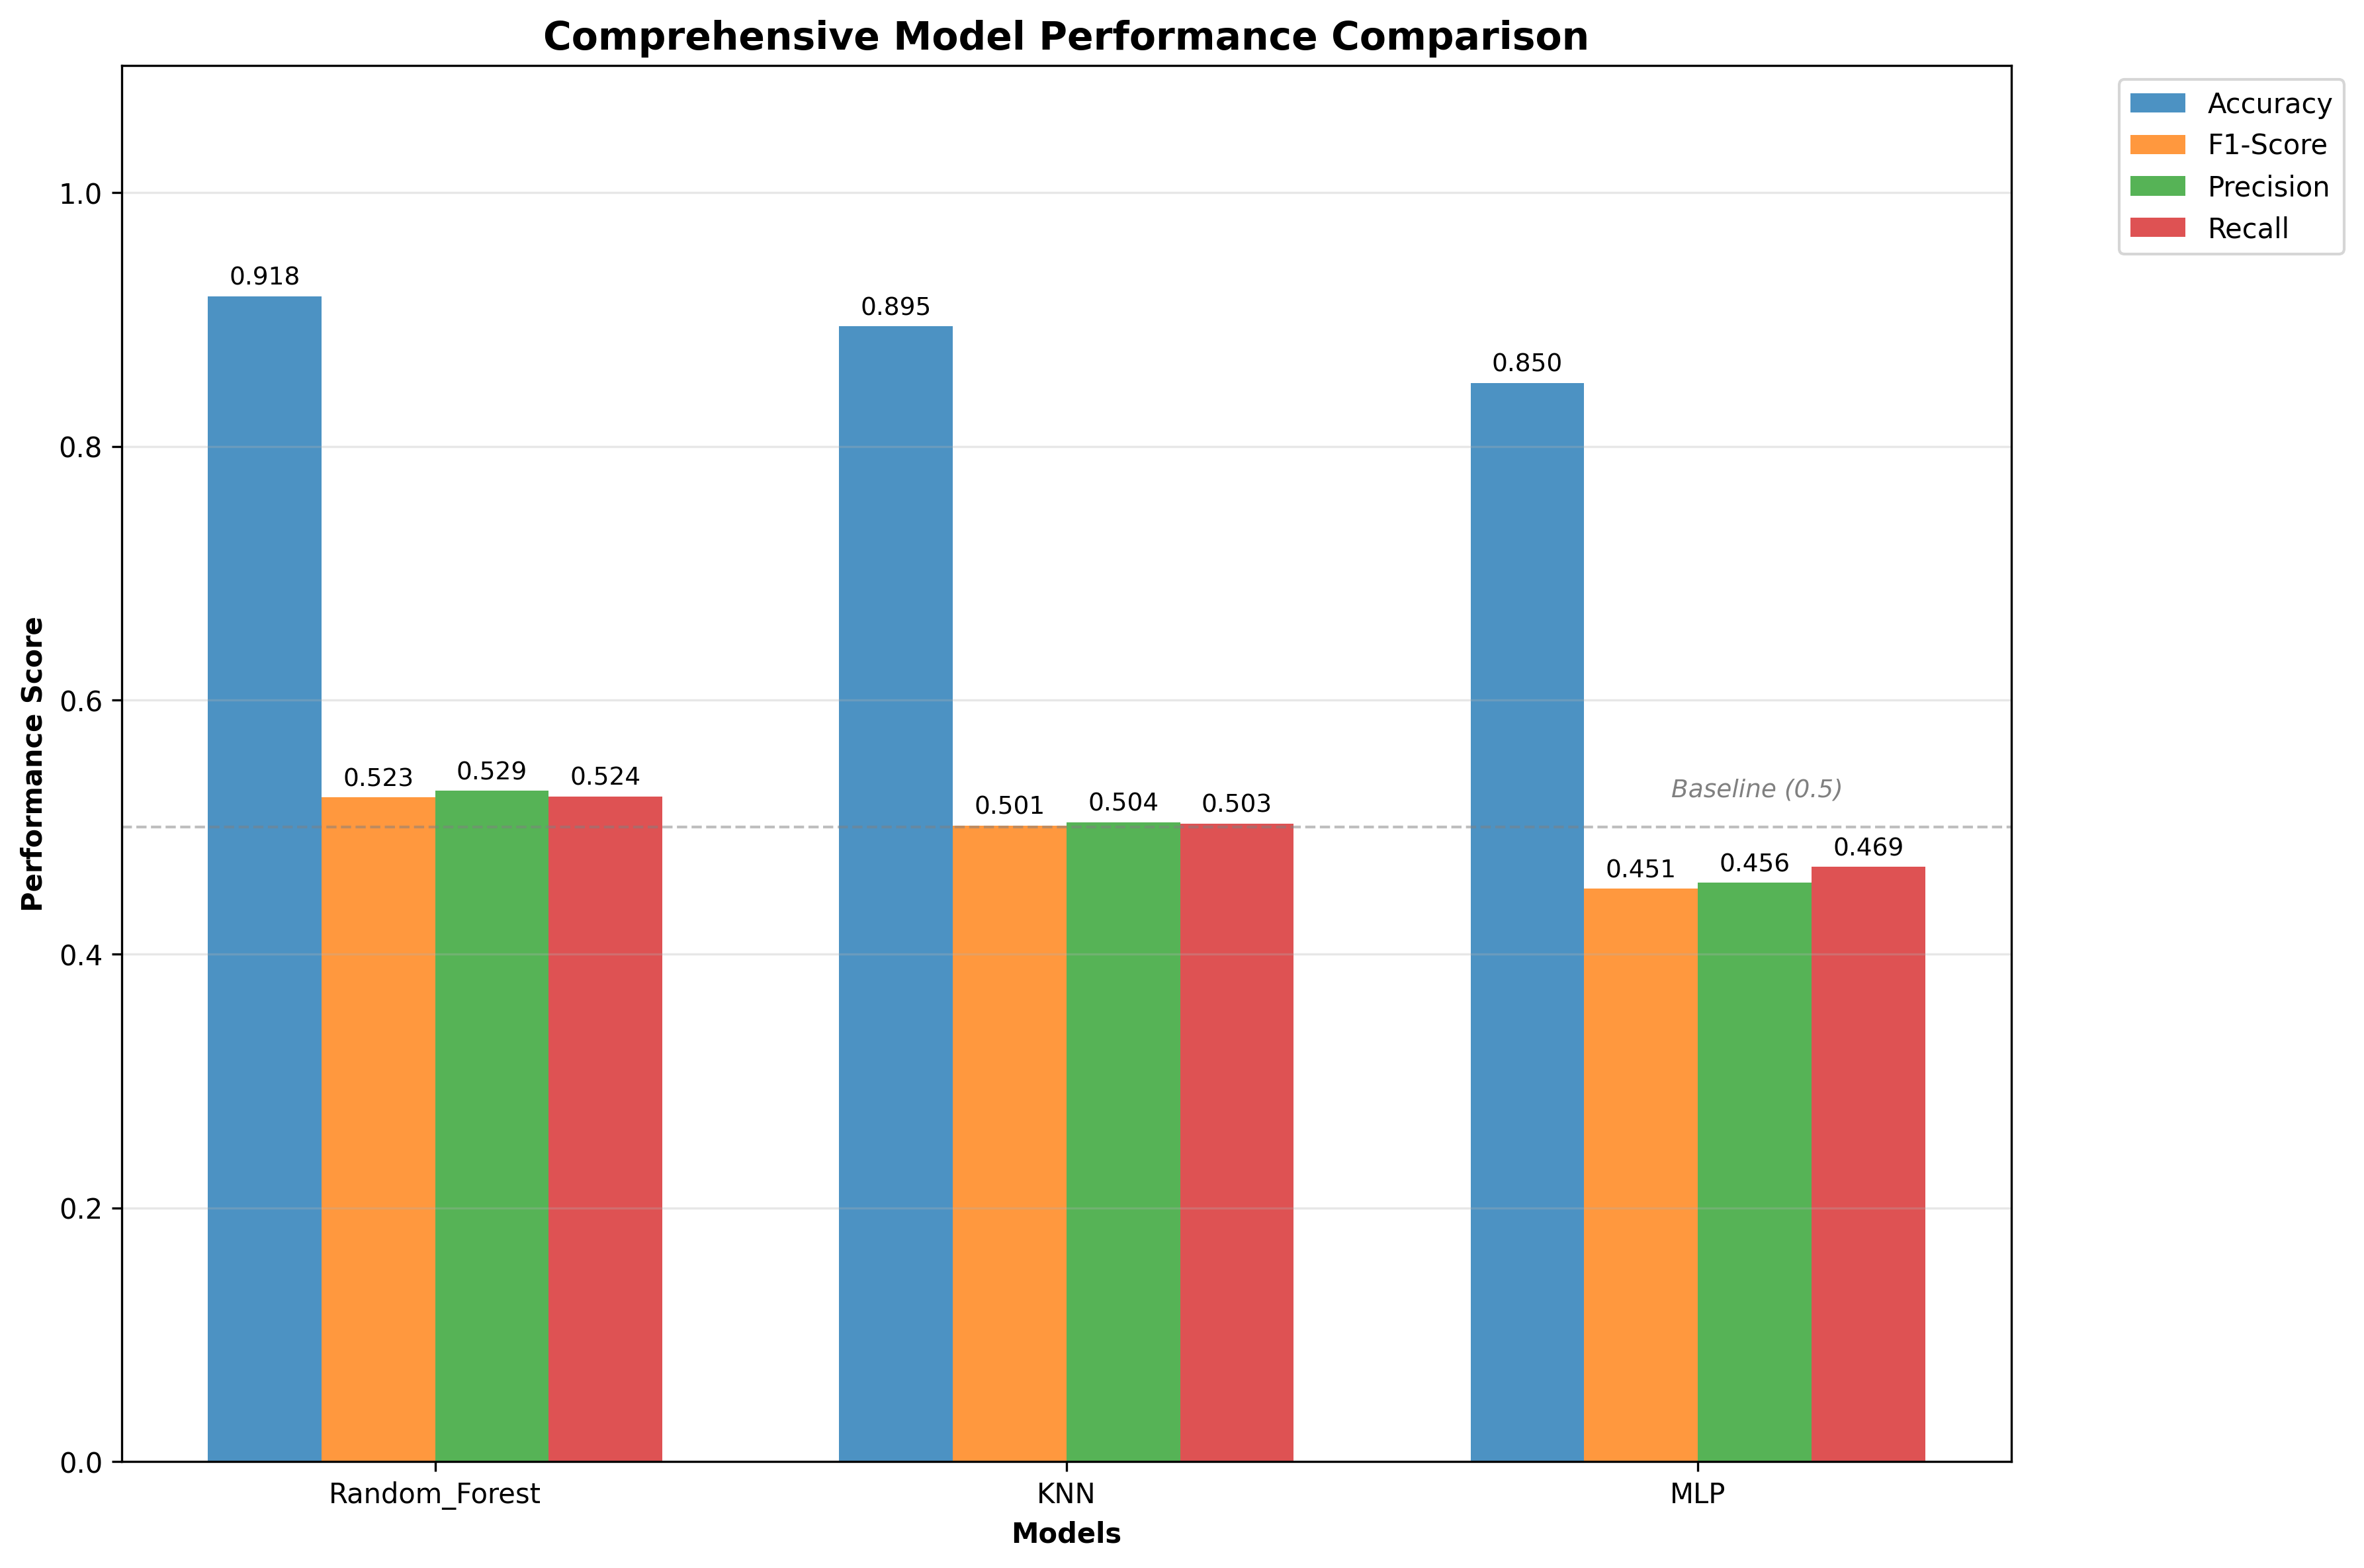 Comprehensive Model Performance Comparison
Accuracy
F1-Score
Precision
Recall
Performance Score
1.0
0.8
0.6
0.4
0.2
0.0
0.918
0.523
0.529
0.524
0.895
0.501
0.504
0.503
0.850
0.451
0.456
0.469
Baseline (0.5)
Random_Forest
KNN
MLP
Models